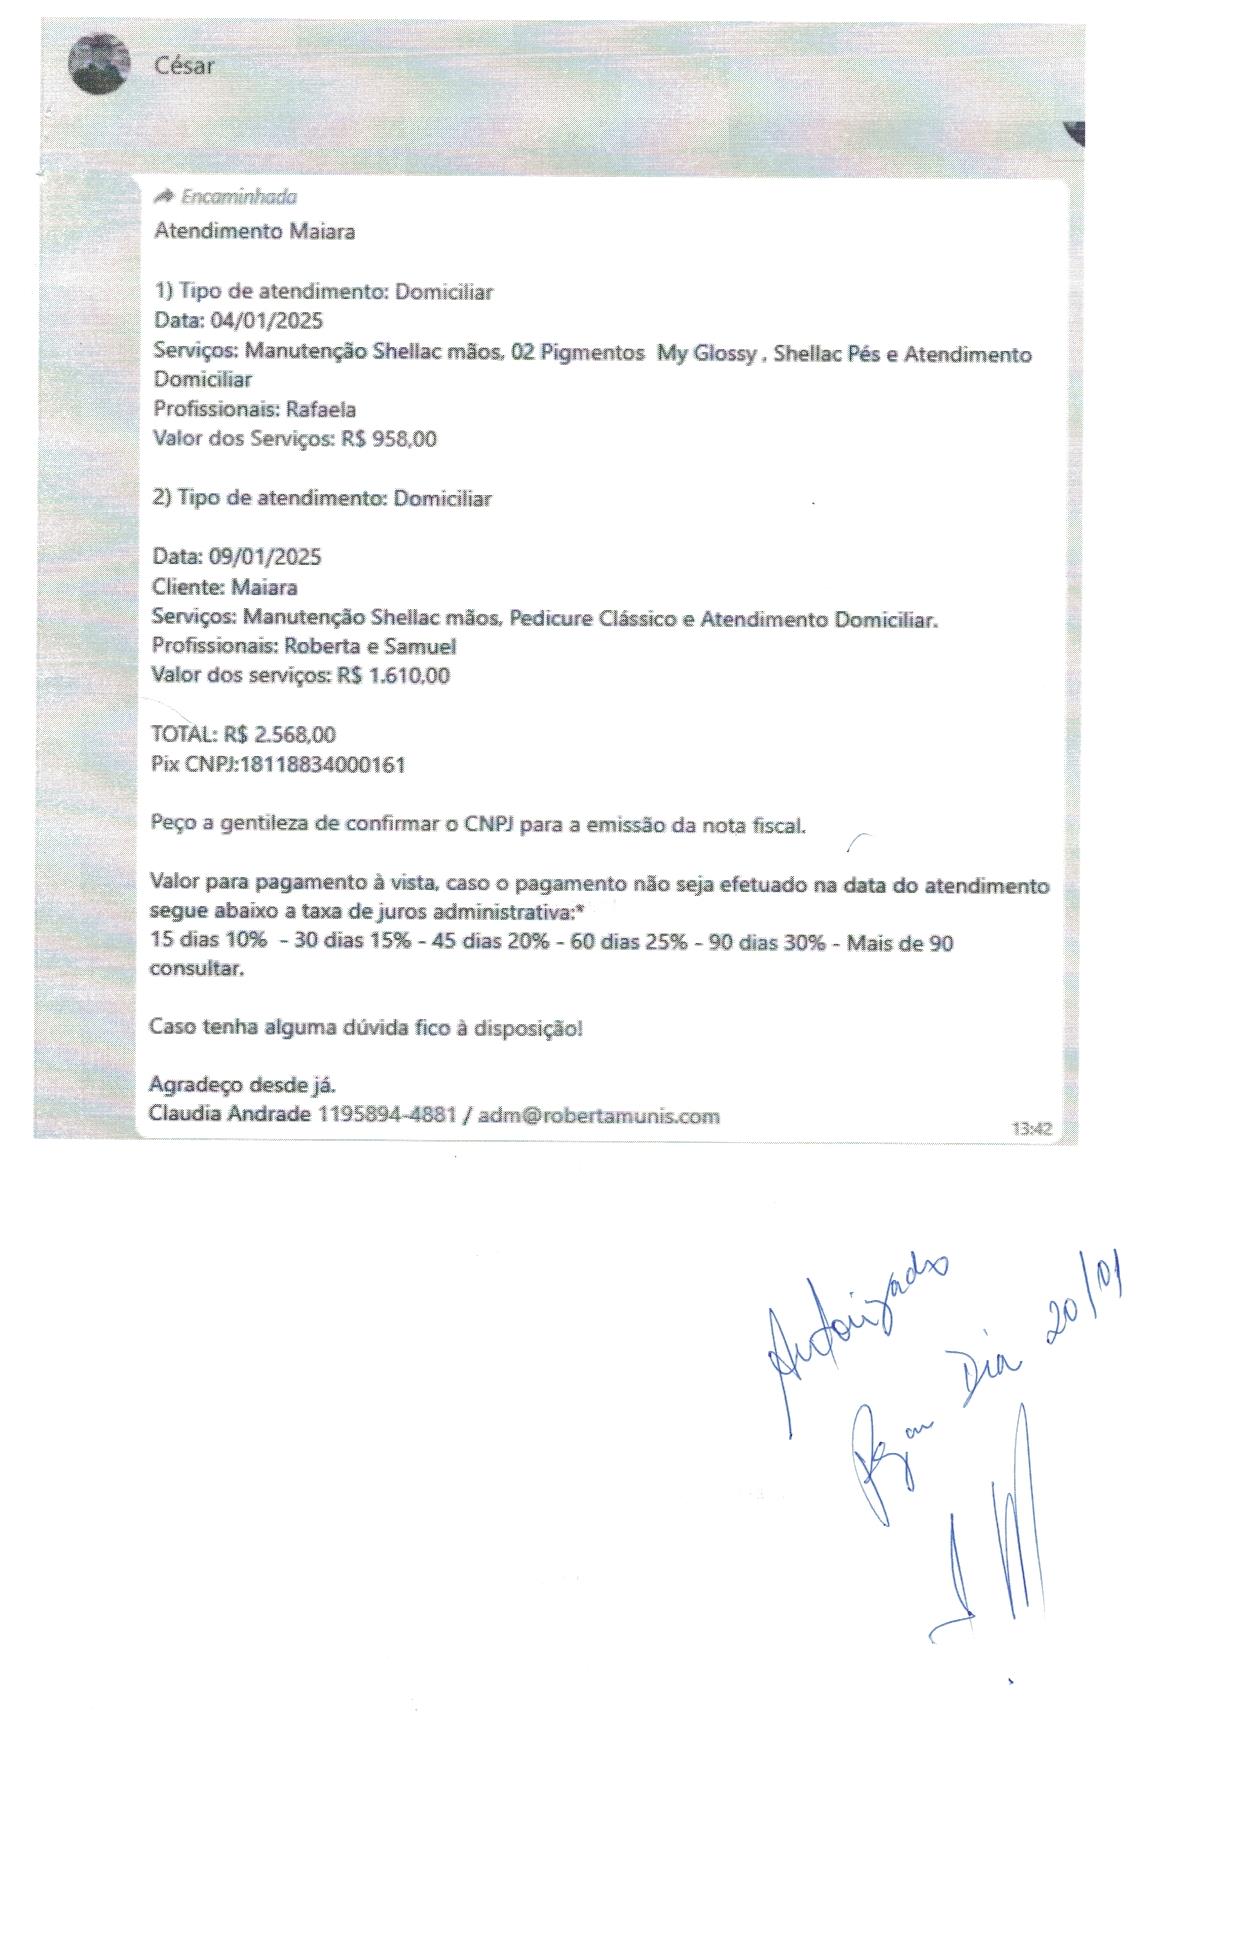 César
Encaminhada
Atendimento Maiara
1) Tipo de atendimento: Domiciliar
Data: 04/01/2025
Serviços: Manutenção Shellac mãos, 02 Pigmentos  My Glossy , Shellac Pés e Atendimento
Domiciliar
Profissionais: Rafaela
Valor dos Serviços: R$ 958,00
2) Tipo de atendimento: Domiciliar
Data: 09/01/2025
Cliente: Maiara
Serviços: Manutenção Shellac mãos, Pedicure Clássico e Atendimento Domiciliar.
Profissionais: Roberta e Samuel
Valor dos serviços: R$ 1.610,00
TOTAL: R$ 2.568,00
Pix CNPJ:18118834000161
Peço a gentileza de confirmar o CNPJ para a emissão da nota fiscal.
Valor para pagamento à vista, caso o pagamento não seja efetuado na data do atendimento
segue abaixo a taxa de juros administrativa:*
15 dias 10%  - 30 dias 15% - 45 dias 20% - 60 dias 25% - 90 dias 30% - Mais de 90
consultar.
Caso tenha alguma dúvida fico à disposição!
Agradeço desde já.
Claudia Andrade 1195894-4881 / adm@robertamunis.com
13:42
Autorizado
Pagar Dia 20/01